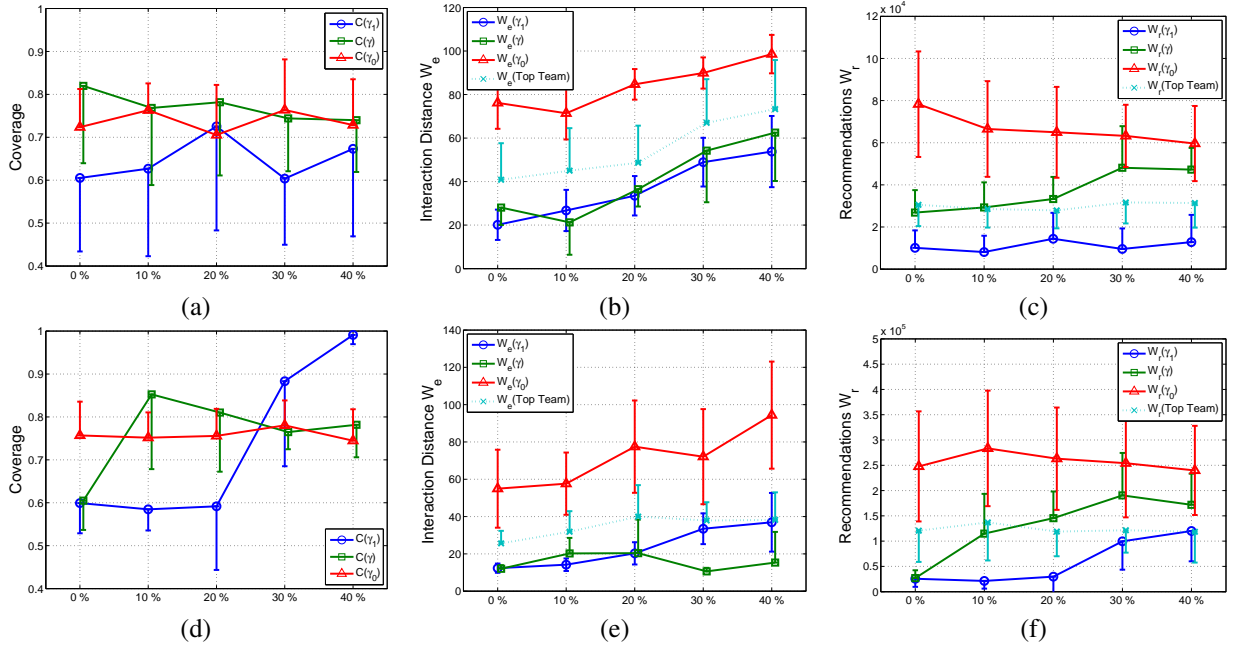 1
0.9
0.8
0.7
0.6
0.5
0.4
Coverage
C(γ₁)
C(γ)
C(γ₀)
0 % 10 % 20 % 30 % 40 %
(a)
120
100
80
60
40
20
0
Interaction Distance Wₑ
Wₑ(γ₁)
Wₑ(γ)
Wₑ(γ₀)
Wₑ(Top Team)
0 % 10 % 20 % 30 % 40 %
(b)
x 10⁴
12
10
8
6
4
2
0
Recommendations Wᵣ
Wᵣ(γ₁)
Wᵣ(γ)
Wᵣ(γ₀)
Wᵣ(Top Team)
0 % 10 % 20 % 30 % 40 %
(c)
1
0.9
0.8
0.7
0.6
0.5
0.4
Coverage
C(γ₁)
C(γ)
C(γ₀)
0 % 10 % 20 % 30 % 40 %
(d)
140
120
100
80
60
40
20
0
Interaction Distance Wₑ
Wₑ(γ₁)
Wₑ(γ)
Wₑ(γ₀)
Wₑ(Top Team)
0 % 10 % 20 % 30 % 40 %
(e)
x 10⁵
5
4.5
4
3.5
3
2.5
2
1.5
1
0.5
0
Recommendations Wᵣ
Wᵣ(γ₁)
Wᵣ(γ)
Wᵣ(γ₀)
Wᵣ(Top Team)
0 % 10 % 20 % 30 % 40 %
(f)